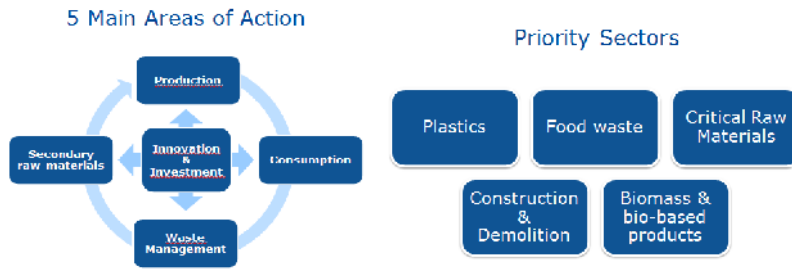 5 Main Areas of Action
Production
Secondary
raw materials
Innovation
&
Investment
Consumption
Waste
Management
Priority Sectors
Plastics
Food waste
Critical Raw
Materials
Construction
&
Demolition
Biomass &
bio-based
products